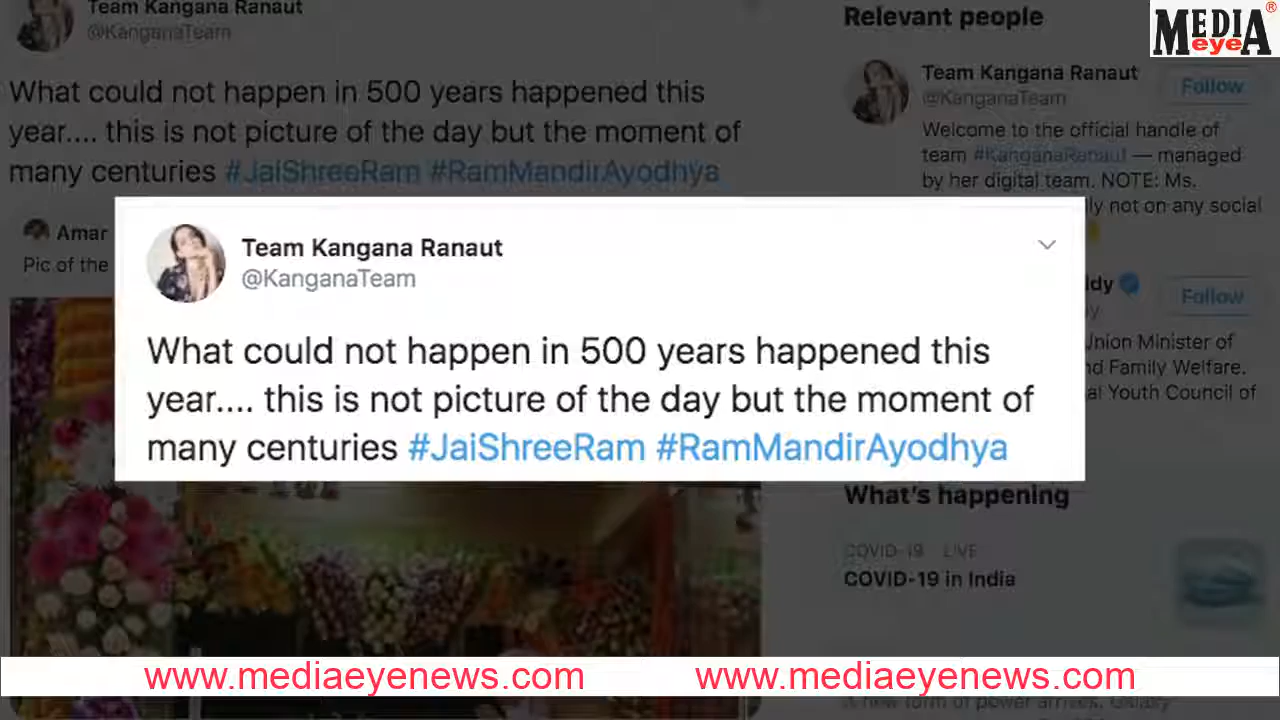 Team Kangana Ranaut
@KanganaTeam
What could not happen in 500 years happened this
year.... this is not picture of the day but the moment of
many centuries #JaiShreeRam #RamMandirAyodhya
Amar
Pic of the
Relevant people
Team Kangana Ranaut
@KanganaTeam
Follow
Welcome to the official handle of
team #KanganaRanaut — managed
by her digital team. NOTE: Ms.
ly not on any social
dy
Follow
Union Minister of
nd Family Welfare.
al Youth Council of
MEDIA
eye
®
Team Kangana Ranaut
@KanganaTeam
What could not happen in 500 years happened this
year.... this is not picture of the day but the moment of
many centuries #JaiShreeRam #RamMandirAyodhya
What's happening
COVID-19 LIVE
COVID-19 in India
www.mediaeyenews.com www.mediaeyenews.com